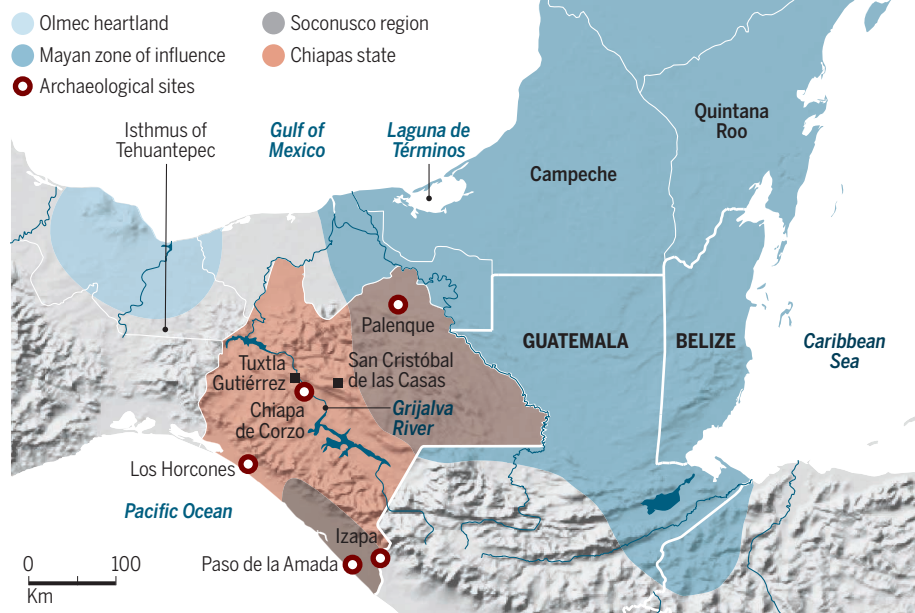 Olmec heartland
Mayan zone of influence
Archaeological sites
Soconusco region
Chiapas state
Isthmus of
Tehuantepec
Gulf of
Mexico
Laguna de
Términos
Quintana
Roo
Campeche
Palenque
GUATEMALA
BELIZE
Caribbean
Sea
Tuxtla
Gutiérrez
San Cristóbal
de las Casas
Chiapa
de Corzo
Grijalva
River
Los Horcones
Pacific Ocean
Izapa
Paso de la Amada
0 100
Km